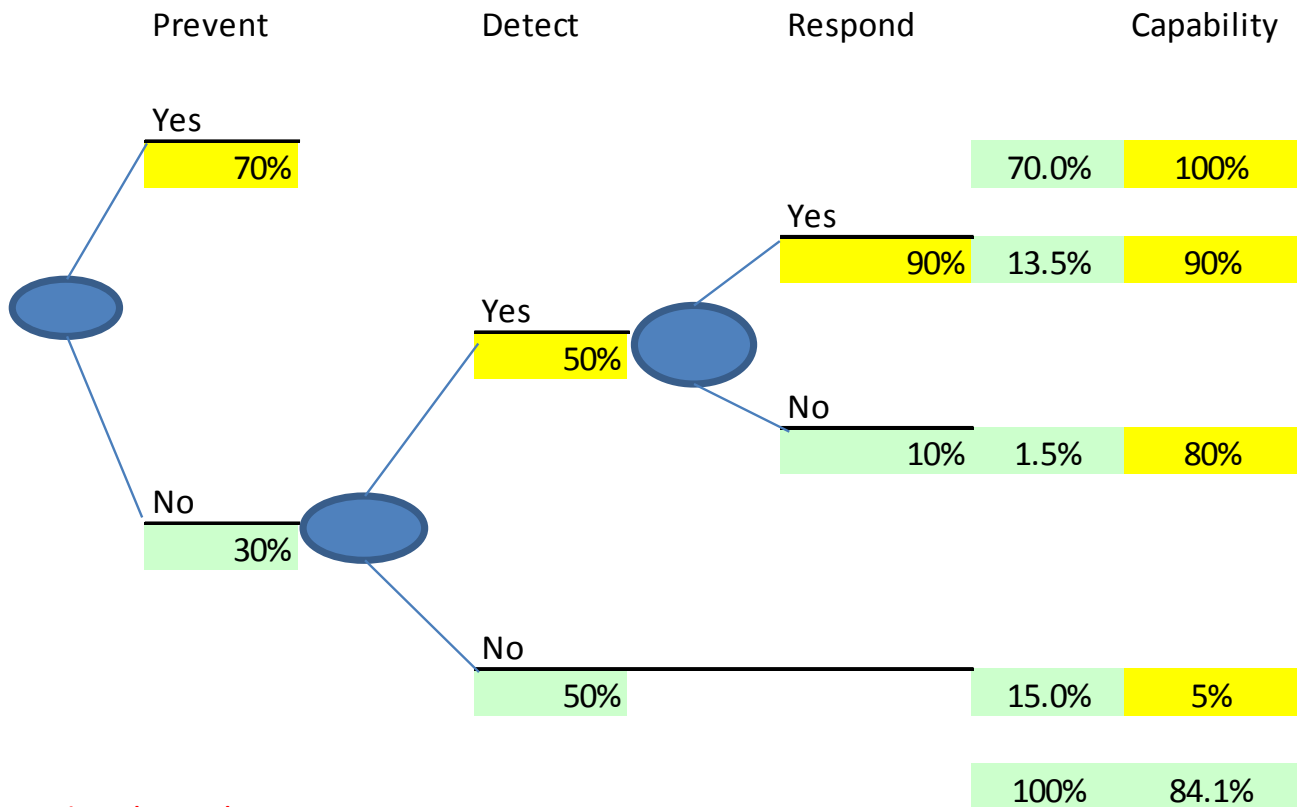 Prevent Detect Respond Capability
Yes
70% 70.0% 100%
Yes
90% 13.5% 90%
Yes
50%
No
10% 1.5% 80%
No
30%
No
50% 15.0% 5%
100% 84.1%